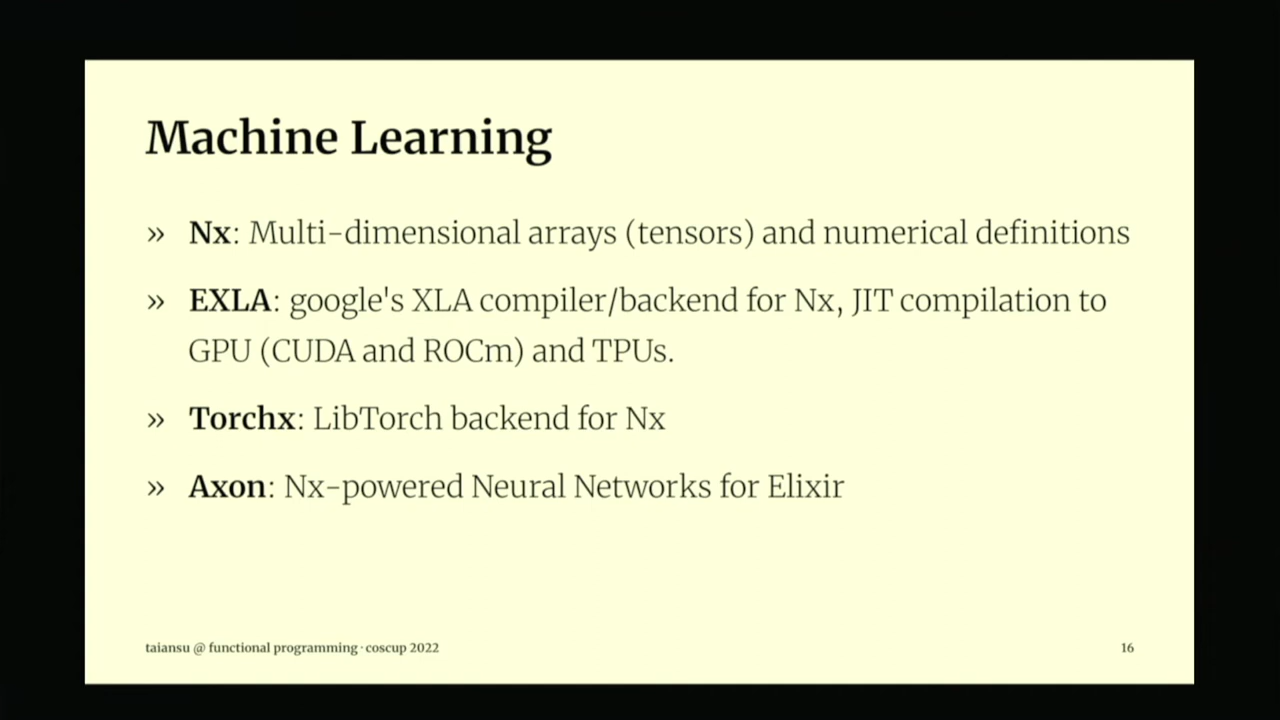 Machine Learning
» Nx: Multi-dimensional arrays (tensors) and numerical definitions
» EXLA: google's XLA compiler/backend for Nx, JIT compilation to
GPU (CUDA and ROCm) and TPUs.
» Torchx: LibTorch backend for Nx
» Axon: Nx-powered Neural Networks for Elixir
taiansu @ functional programming · coscup 2022
16